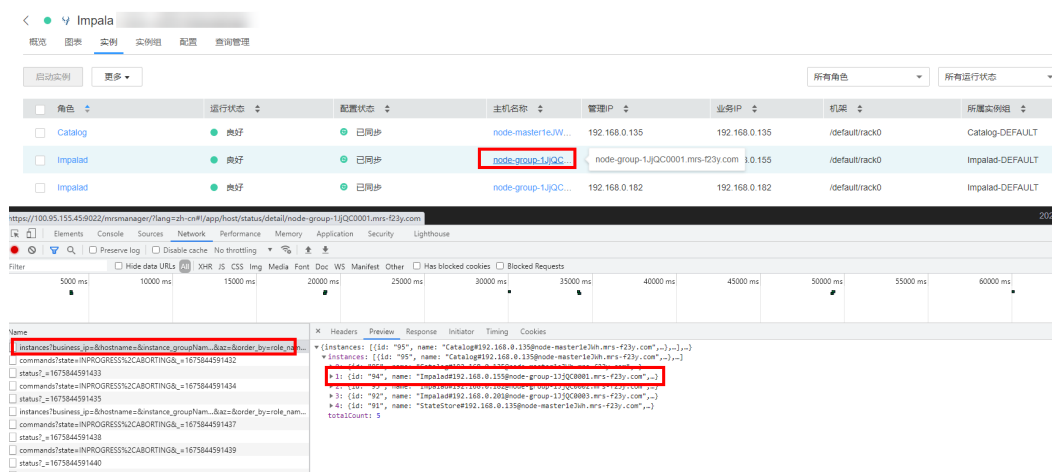 Impala
概览 图表 实例 实例组 配置 查询管理
启动实例 更多 所有角色 所有运行状态
角色 运行状态 配置状态 主机名称 管理IP 业务IP 机架 所属实例组
Catalog 良好 已同步 node-master1eJW... 192.168.0.135 192.168.0.135 /default/rack0 Catalog-DEFAULT
Impalad 良好 已同步 node-group-1JjQC... node-group-1JjQC0001.mrs-f23y.com 3.0.155 /default/rack0 Impalad-DEFAULT
Impalad 良好 已同步 node-group-1JjQC... 192.168.0.182 192.168.0.182 /default/rack0 Impalad-DEFAULT
https://100.95.155.45:9022/mrsmanager/?lang=zh-cn#!/app/host/status/detail/node-group-1JjQC0001.mrs-f23y.com 202
Elements Console Sources Network Performance Memory Application Security Lighthouse
Preserve log Disable cache No throttling
Filter Hide data URLs All XHR JS CSS Img Media Font Doc WS Manifest Other Has blocked cookies Blocked Requests
5000 ms 10000 ms 15000 ms 20000 ms 25000 ms 30000 ms 35000 ms 40000 ms 45000 ms 50000 ms 55000 ms 60000 ms
Name × Headers Preview Response Initiator Timing Cookies
instances?business_ip=&hostname=&instance_groupNam...&az=&order_by=role_nam...
commands?state=INPROGRESS%2CABORTING&_=1675844591432
status?_=1675844591433
commands?state=INPROGRESS%2CABORTING&_=1675844591434
status?_=1675844591435
instances?business_ip=&hostname=&instance_groupNam...&az=&order_by=role_nam...
commands?state=INPROGRESS%2CABORTING&_=1675844591437
status?_=1675844591438
commands?state=INPROGRESS%2CABORTING&_=1675844591439
status?_=1675844591440
{instances: [{id: "95", name: "Catalog#192.168.0.135@node-master1eJWh.mrs-f23y.com",…},…],…}
instances: [{id: "95", name: "Catalog#192.168.0.135@node-master1eJWh.mrs-f23y.com",…},…]
1: {id: "94", name: "Impalad#192.168.0.155@node-group-1JjQC0001.mrs-f23y.com",…}
3: {id: "92", name: "Impalad#192.168.0.201@node-group-1JjQC0003.mrs-f23y.com",…}
4: {id: "91", name: "StateStore#192.168.0.135@node-master1eJWh.mrs-f23y.com",…}
totalCount: 5